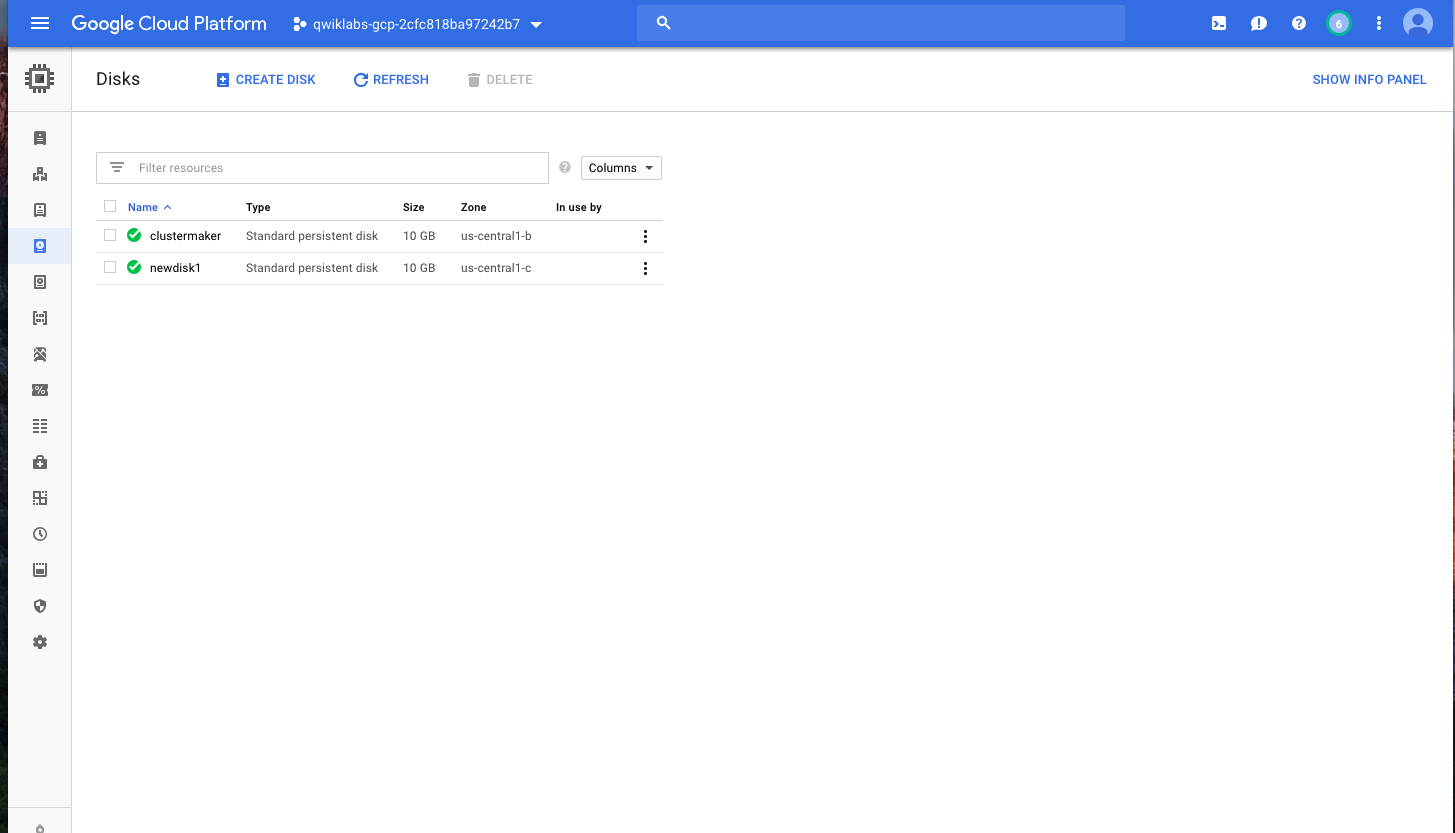 Google Cloud Platform qwiklabs-gcp-2cfc818ba97242b7 6
Disks CREATE DISK REFRESH DELETE SHOW INFO PANEL
Filter resources Columns
Name Type Size Zone In use by
clustermaker Standard persistent disk 10 GB us-central1-b
newdisk1 Standard persistent disk 10 GB us-central1-c